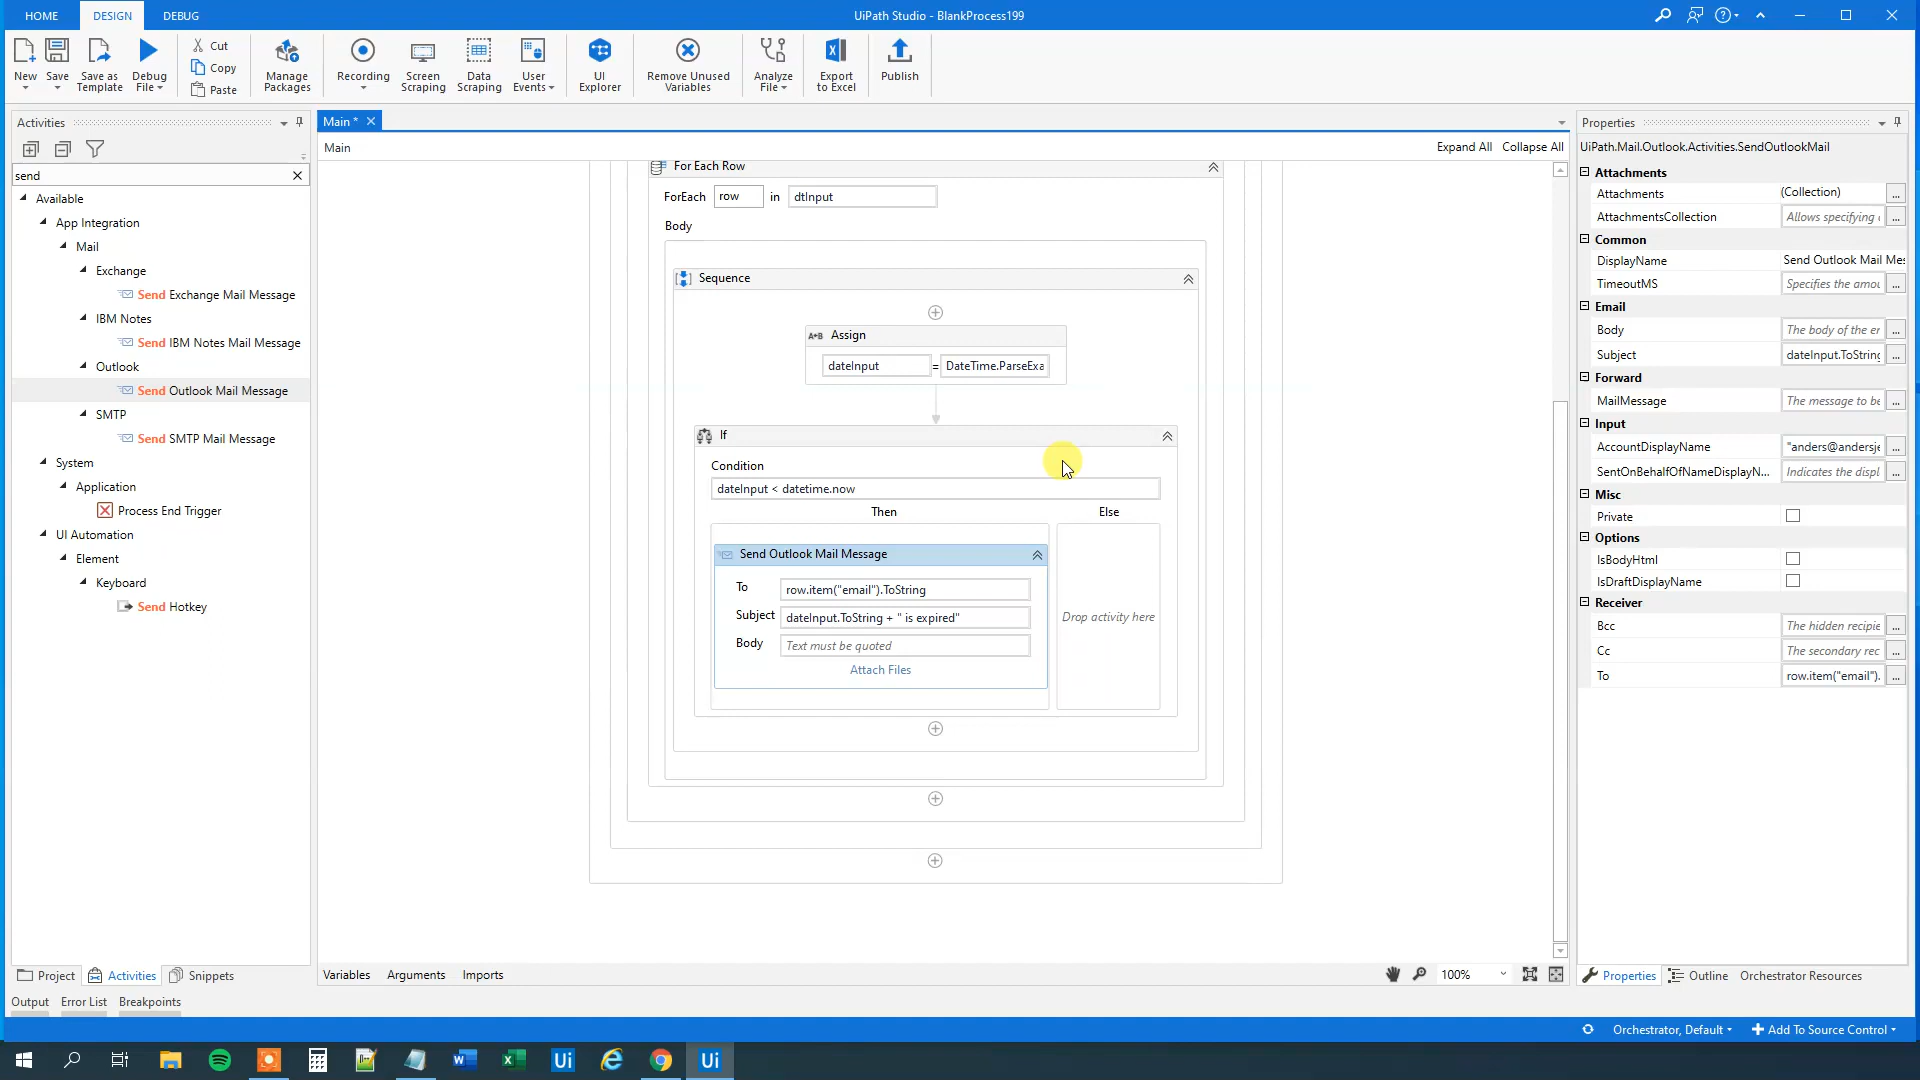 HOME DESIGN DEBUG UiPath Studio - BlankProcess199
New Save Save as Template Debug File Cut Copy Paste Manage Packages Recording Screen Scraping Data Scraping User Events UI Explorer Remove Unused Variables Analyze File Export to Excel Publish
Activities
send
Available
App Integration
Mail
Exchange
Send Exchange Mail Message
IBM Notes
Send IBM Notes Mail Message
Outlook
Send Outlook Mail Message
SMTP
Send SMTP Mail Message
System
Application
Process End Trigger
UI Automation
Element
Keyboard
Send Hotkey
Project Activities Snippets
Main *
Main Expand All Collapse All
For Each Row
ForEach row in dtInput
Body
Sequence
A+B Assign
dateInput = DateTime.ParseExa
If
Condition
dateInput < datetime.now
Then Else
Send Outlook Mail Message
To row.item("email").ToString
Subject dateInput.ToString + " is expired"
Body Text must be quoted
Attach Files
Drop activity here
Variables Arguments Imports 100%
Properties
UiPath.Mail.Outlook.Activities.SendOutlookMail
Attachments
Attachments (Collection) ...
AttachmentsCollection Allows specifying ...
Common
DisplayName Send Outlook Mail Mes
TimeoutMS Specifies the amou ...
Email
Body The body of the er ...
Subject dateInput.ToString ...
Forward
MailMessage The message to be ...
Input
AccountDisplayName "anders@andersje ...
SentOnBehalfOfNameDisplayN... Indicates the displ ...
Misc
Private
Options
IsBodyHtml
IsDraftDisplayName
Receiver
Bcc The hidden recipie ...
Cc The secondary rec ...
To row.item("email"). ...
Properties Outline Orchestrator Resources
Output Error List Breakpoints
Orchestrator, Default Add To Source Control
Ui Ui